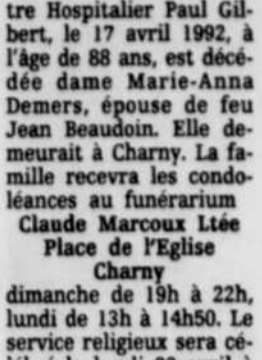 tre Hospitalier Paul Gil-
bert, le 17 avril 1992, à
l'âge de 88 ans, est décé-
dée dame Marie-Anna
Demers, épouse de feu
Jean Beaudoin. Elle de-
meurait à Charny. La fa-
mille recevra les condo-
léances au funérarium
Claude Marcoux Ltée
Place de l'Eglise
Charny
dimanche de 19h à 22h,
lundi de 13h à 14h50. Le
service religieux sera cé-